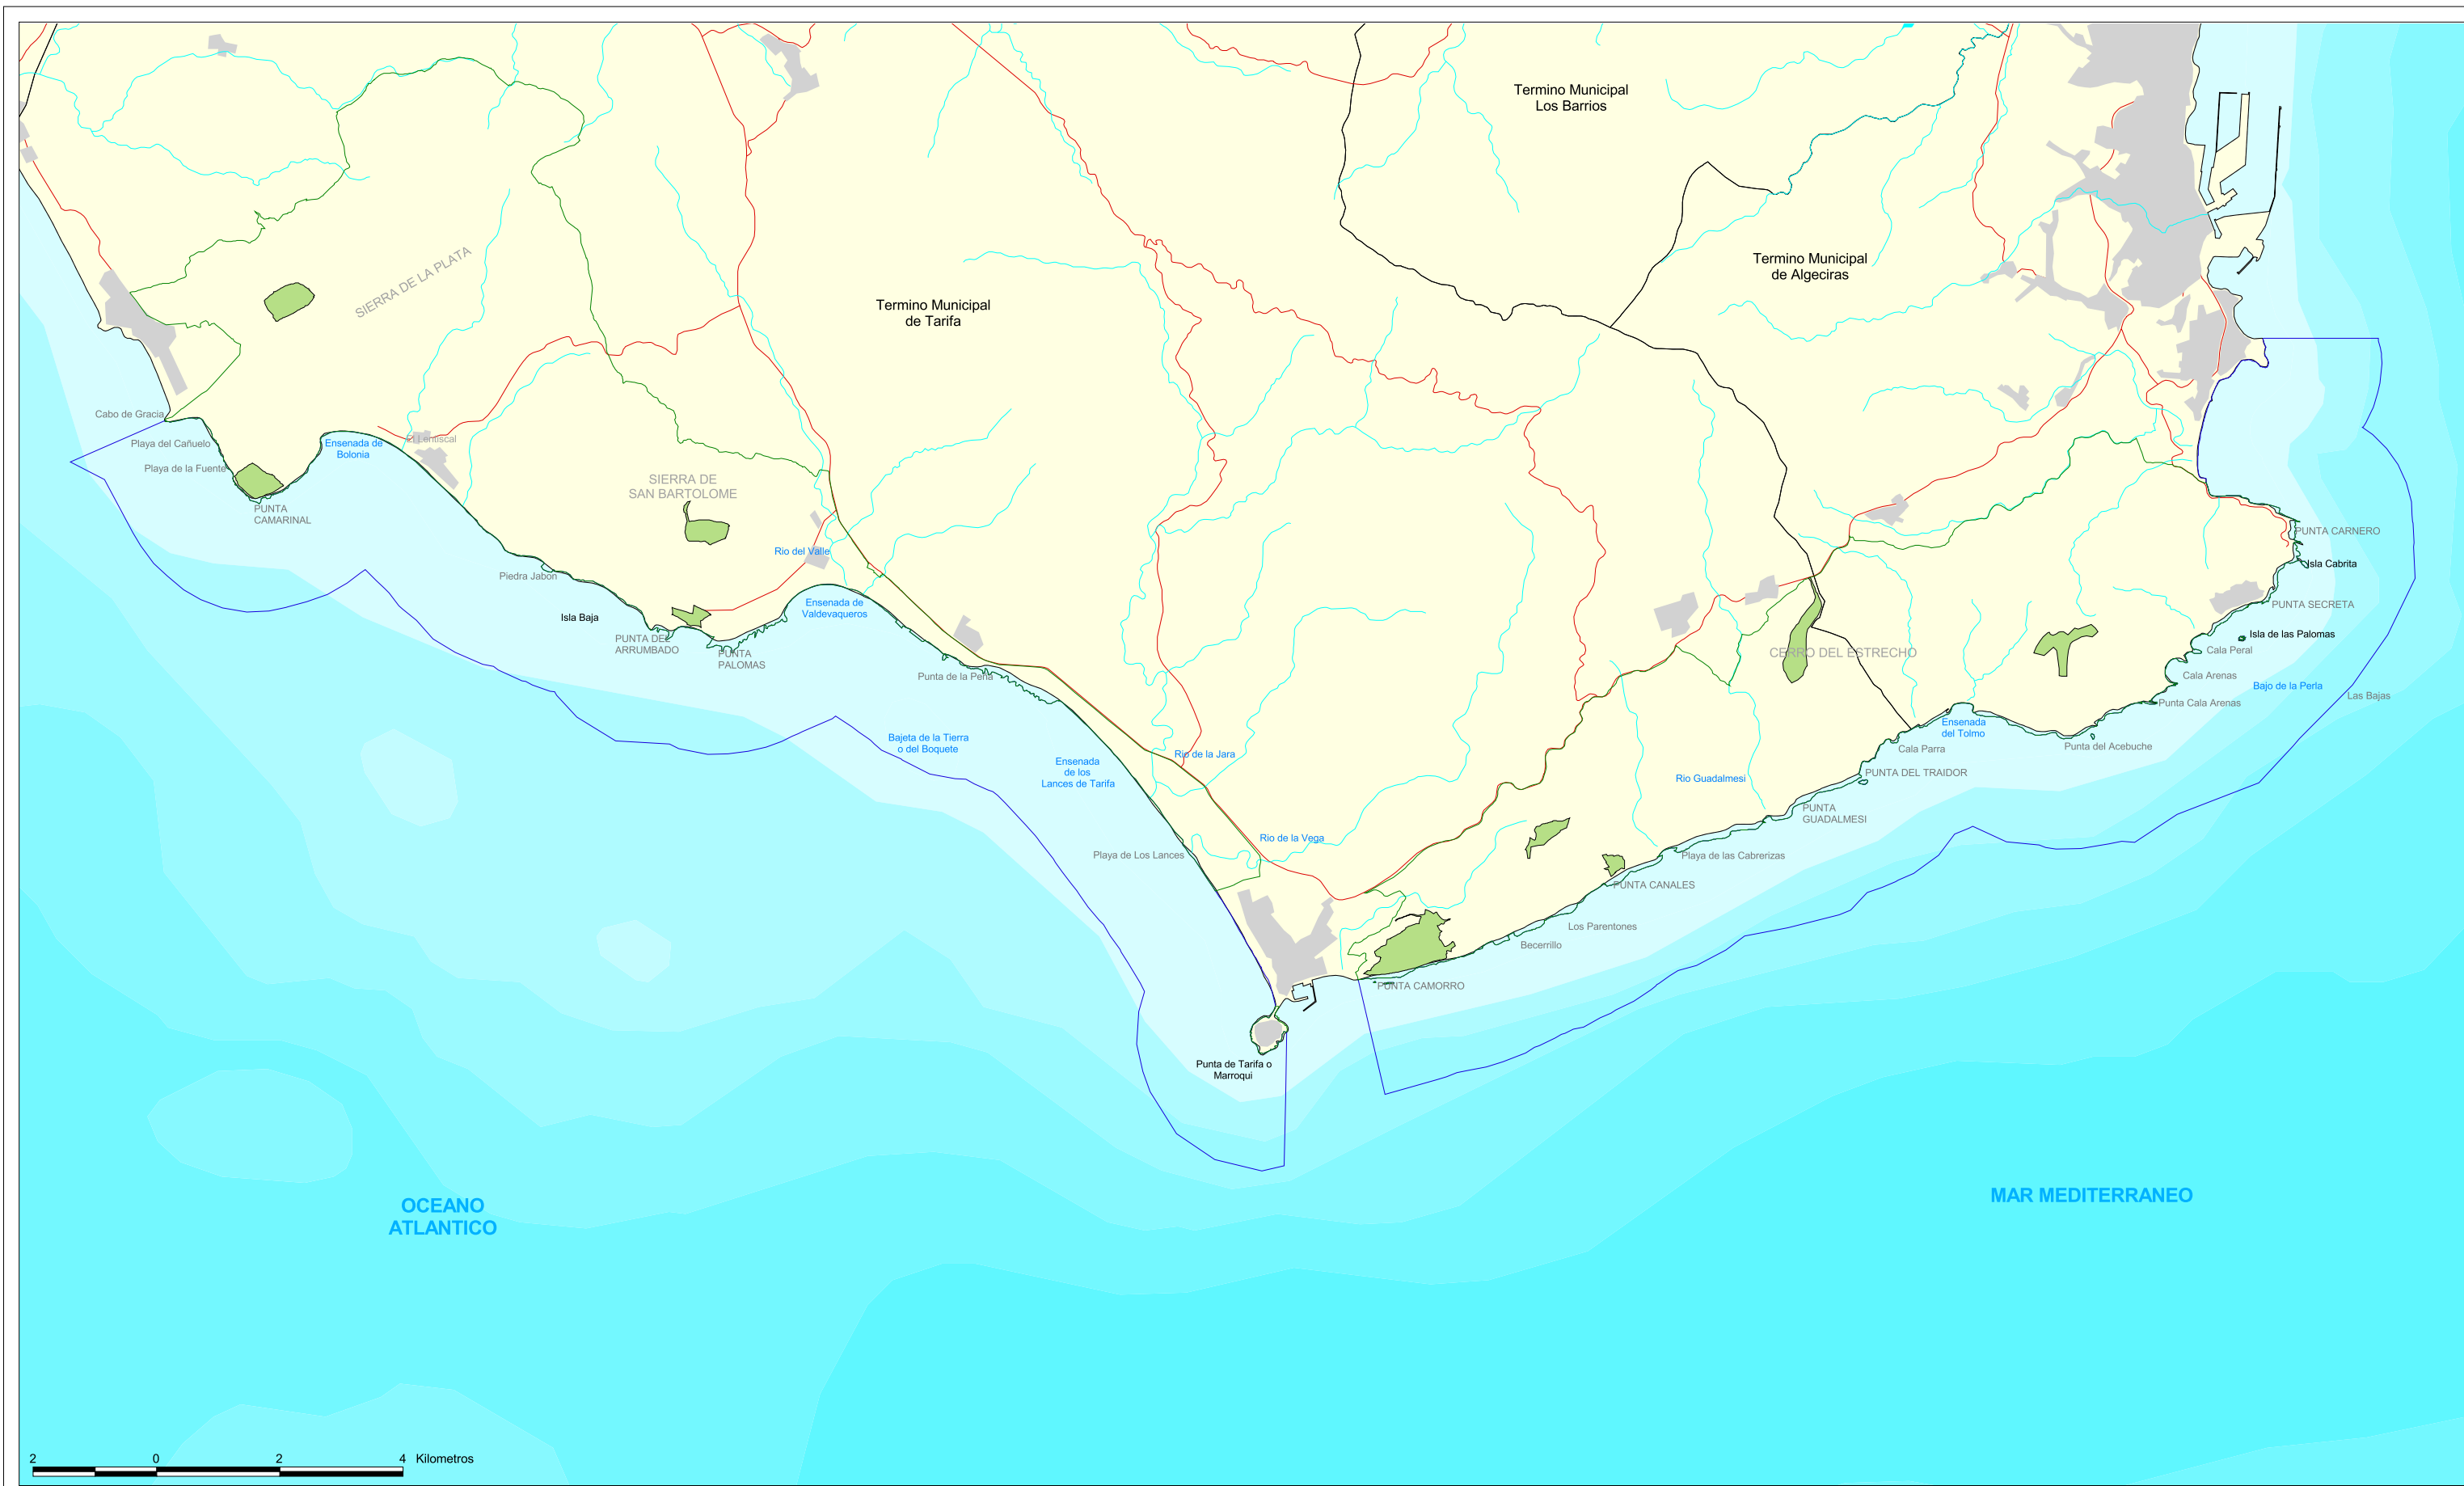 Termino Municipal
Los Barrios
Termino Municipal
de Algeciras
Termino Municipal
de Tarifa
SIERRA DE LA PLATA
Cabo de Gracia
Playa del Cañuelo
Playa de la Fuente
PUNTA
CAMARINAL
Ensenada de
Bolonia
El Lentiscal
SIERRA DE
SAN BARTOLOME
Rio del Valle
Piedra Jabon
Isla Baja
PUNTA DEL
ARRUMBADO
PUNTA
PALOMAS
Ensenada de
Valdevaqueros
Punta de la Peña
Bajeta de la Tierra
o del Boquete
Ensenada
de los
Lances de Tarifa
Rio de la Jara
Rio de la Vega
Playa de Los Lances
Punta de Tarifa o
Marroqui
PUNTA CAMORRO
Becerrillo
Los Parentones
PUNTA CANALES
Playa de las Cabrerizas
Rio Guadalmesi
PUNTA
GUADALMESI
PUNTA DEL TRAIDOR
Cala Parra
CERRO DEL ESTRECHO
Ensenada
del Tolmo
Punta del Acebuche
Punta Cala Arenas
Cala Arenas
Cala Peral
Isla de las Palomas
Bajo de la Perla
Las Bajas
PUNTA SECRETA
Isla Cabrita
PUNTA CARNERO
OCEANO
ATLANTICO
MAR MEDITERRANEO
2 0 2 4 Kilometros